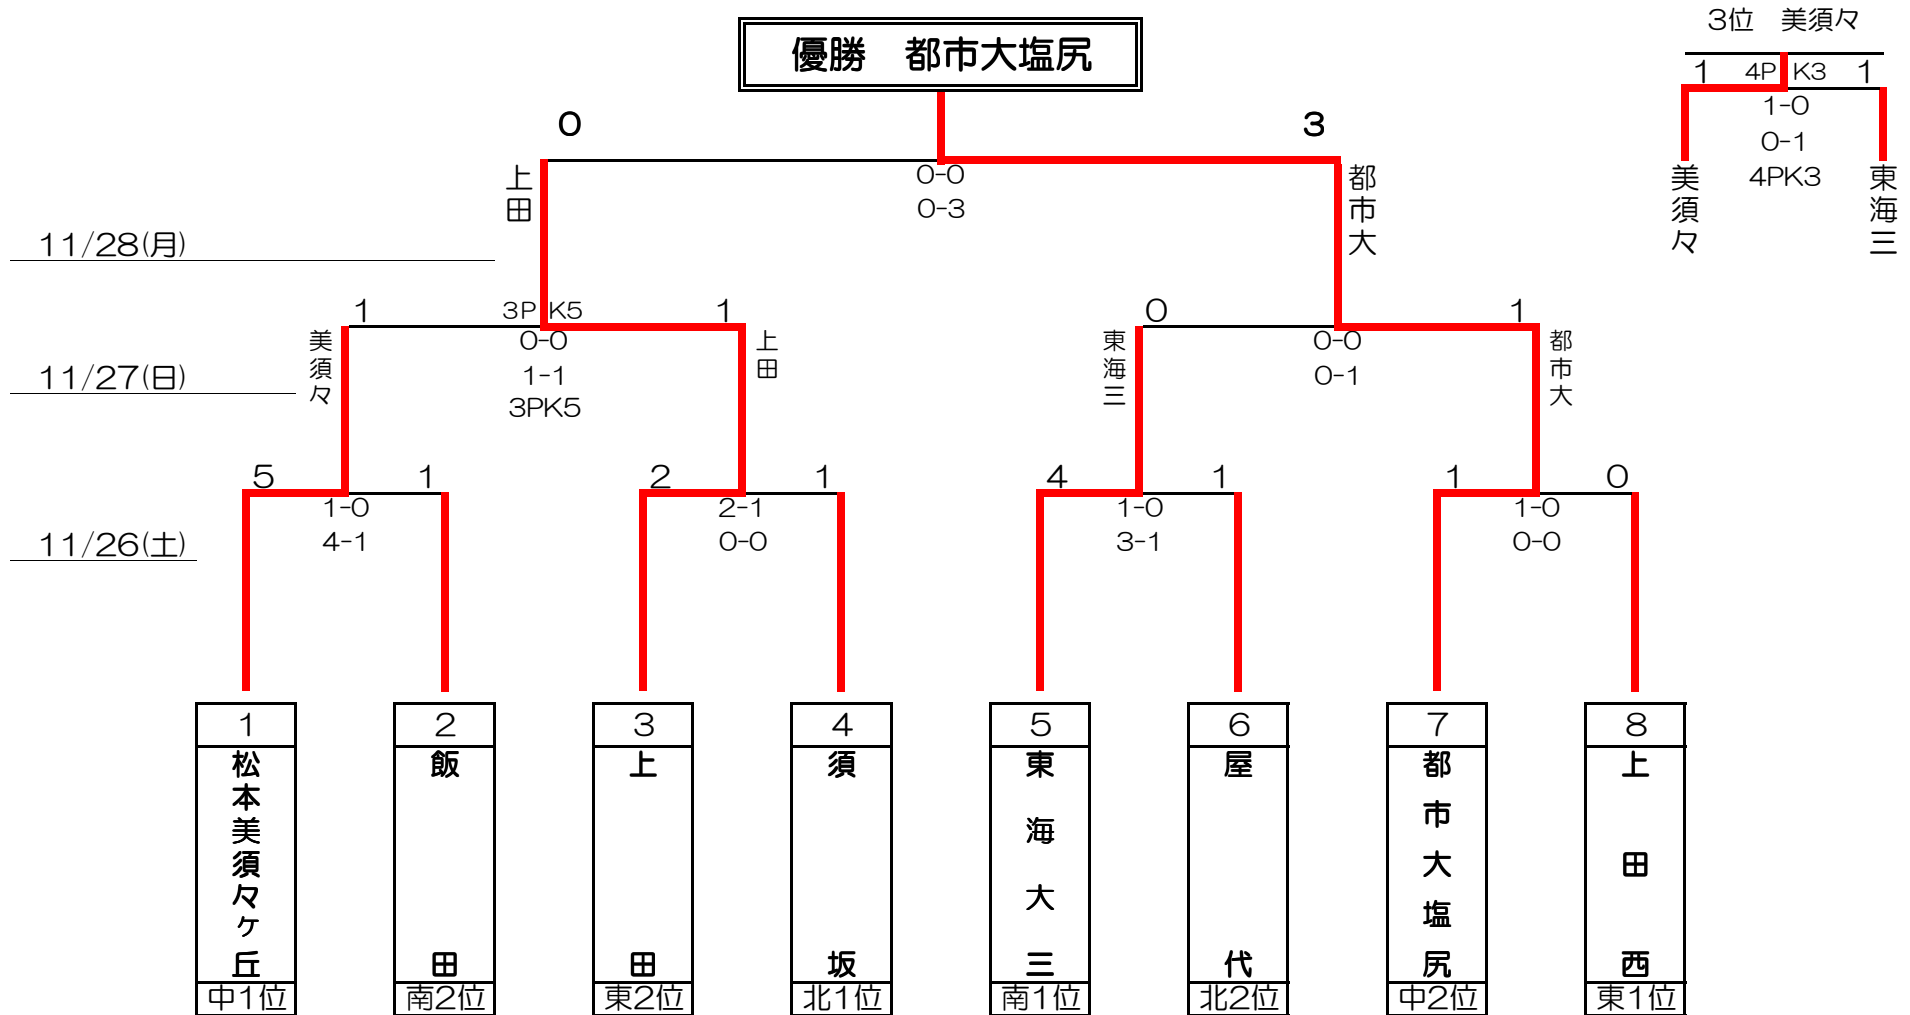 優勝　都市大塩尻
3位　美須々
1
4P K3
1
1-0
0-1
4PK3
美須々
東海三
0
3
上田
都市大
0-0
0-3
11/28(月)
1
3P K5
1
美須々
上田
0-0
1-1
3PK5
0
1
東海三
都市大
0-0
0-1
11/27(日)
5
1
1-0
4-1
2
1
2-1
0-0
4
1
1-0
3-1
1
0
1-0
0-0
11/26(土)
1
松本美須々ヶ丘
中1位
2
飯田
南2位
3
上田
東2位
4
須坂
北1位
5
東海大三
南1位
6
屋代
北2位
7
都市大塩尻
中2位
8
上田西
東1位